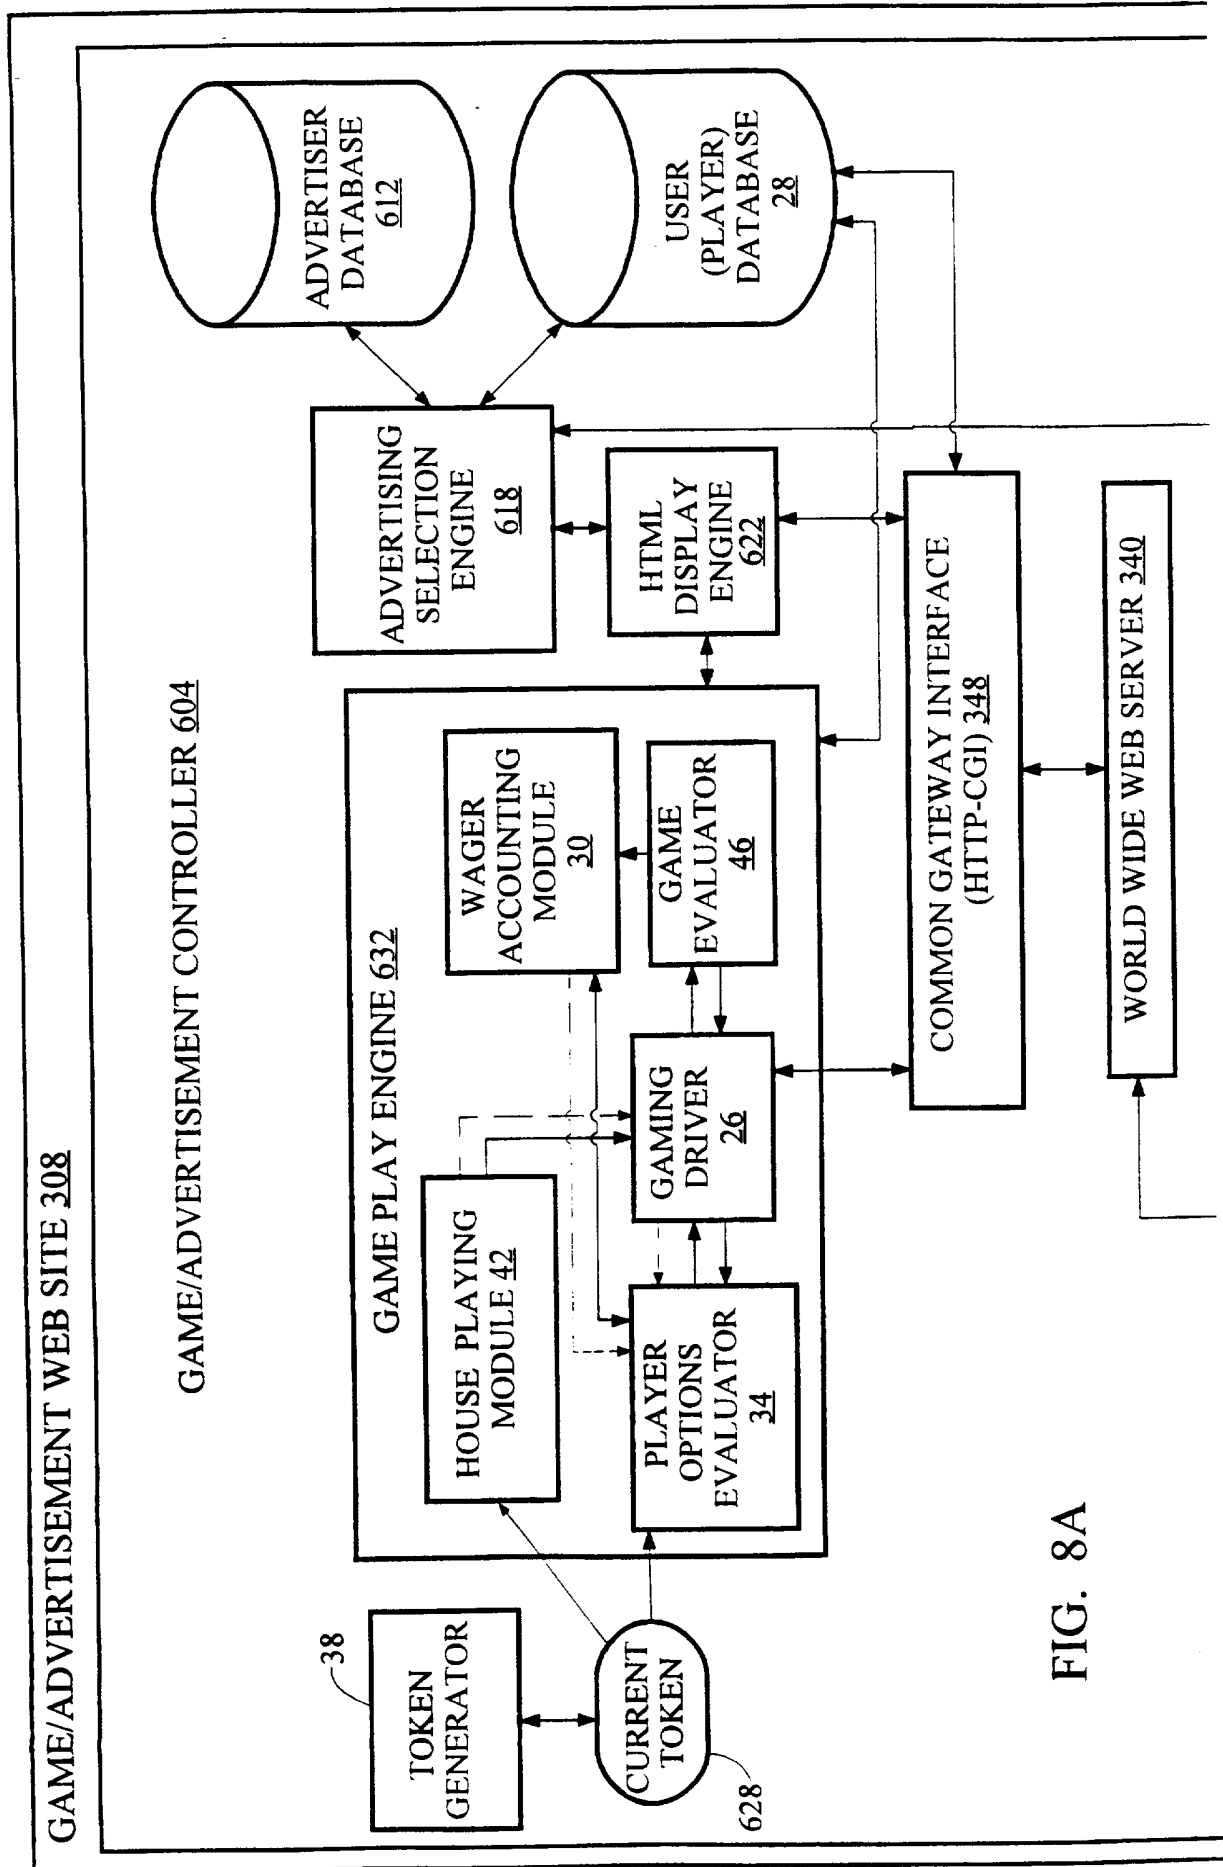 GAME/ADVERTISEMENT WEB SITE 308
GAME/ADVERTISEMENT CONTROLLER 604
38
TOKEN
GENERATOR
CURRENT
TOKEN
628
GAME PLAY ENGINE 632
HOUSE PLAYING
MODULE 42
WAGER
ACCOUNTING
MODULE
30
PLAYER
OPTIONS
EVALUATOR
34
GAMING
DRIVER
26
GAME
EVALUATOR
46
ADVERTISING
SELECTION
ENGINE
618
HTML
DISPLAY
ENGINE
622
ADVERTISER
DATABASE
612
USER
(PLAYER)
DATABASE
28
COMMON GATEWAY INTERFACE
(HTTP-CGI) 348
WORLD WIDE WEB SERVER 340
FIG. 8A